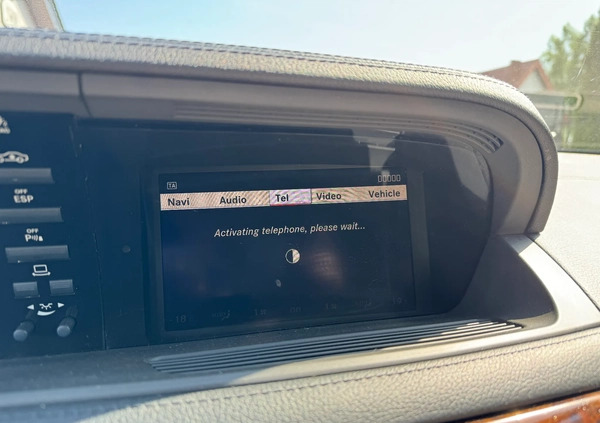 TA
Navi Audio Tel Video Vehicle
Activating telephone, please wait...
OFF
ESP
OFF
P